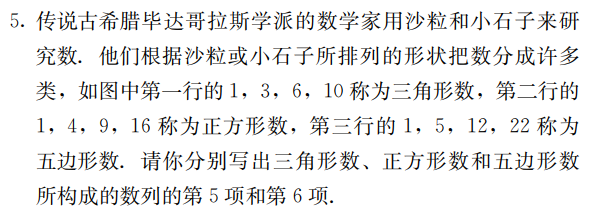 5. 传说古希腊毕达哥拉斯学派的数学家用沙粒和小石子来研
究数. 他们根据沙粒或小石子所排列的形状把数分成许多
类，如图中第一行的 1，3，6，10 称为三角形数，第二行的
1，4，9，16 称为正方形数，第三行的 1，5，12，22 称为
五边形数. 请你分别写出三角形数、正方形数和五边形数
所构成的数列的第 5 项和第 6 项.